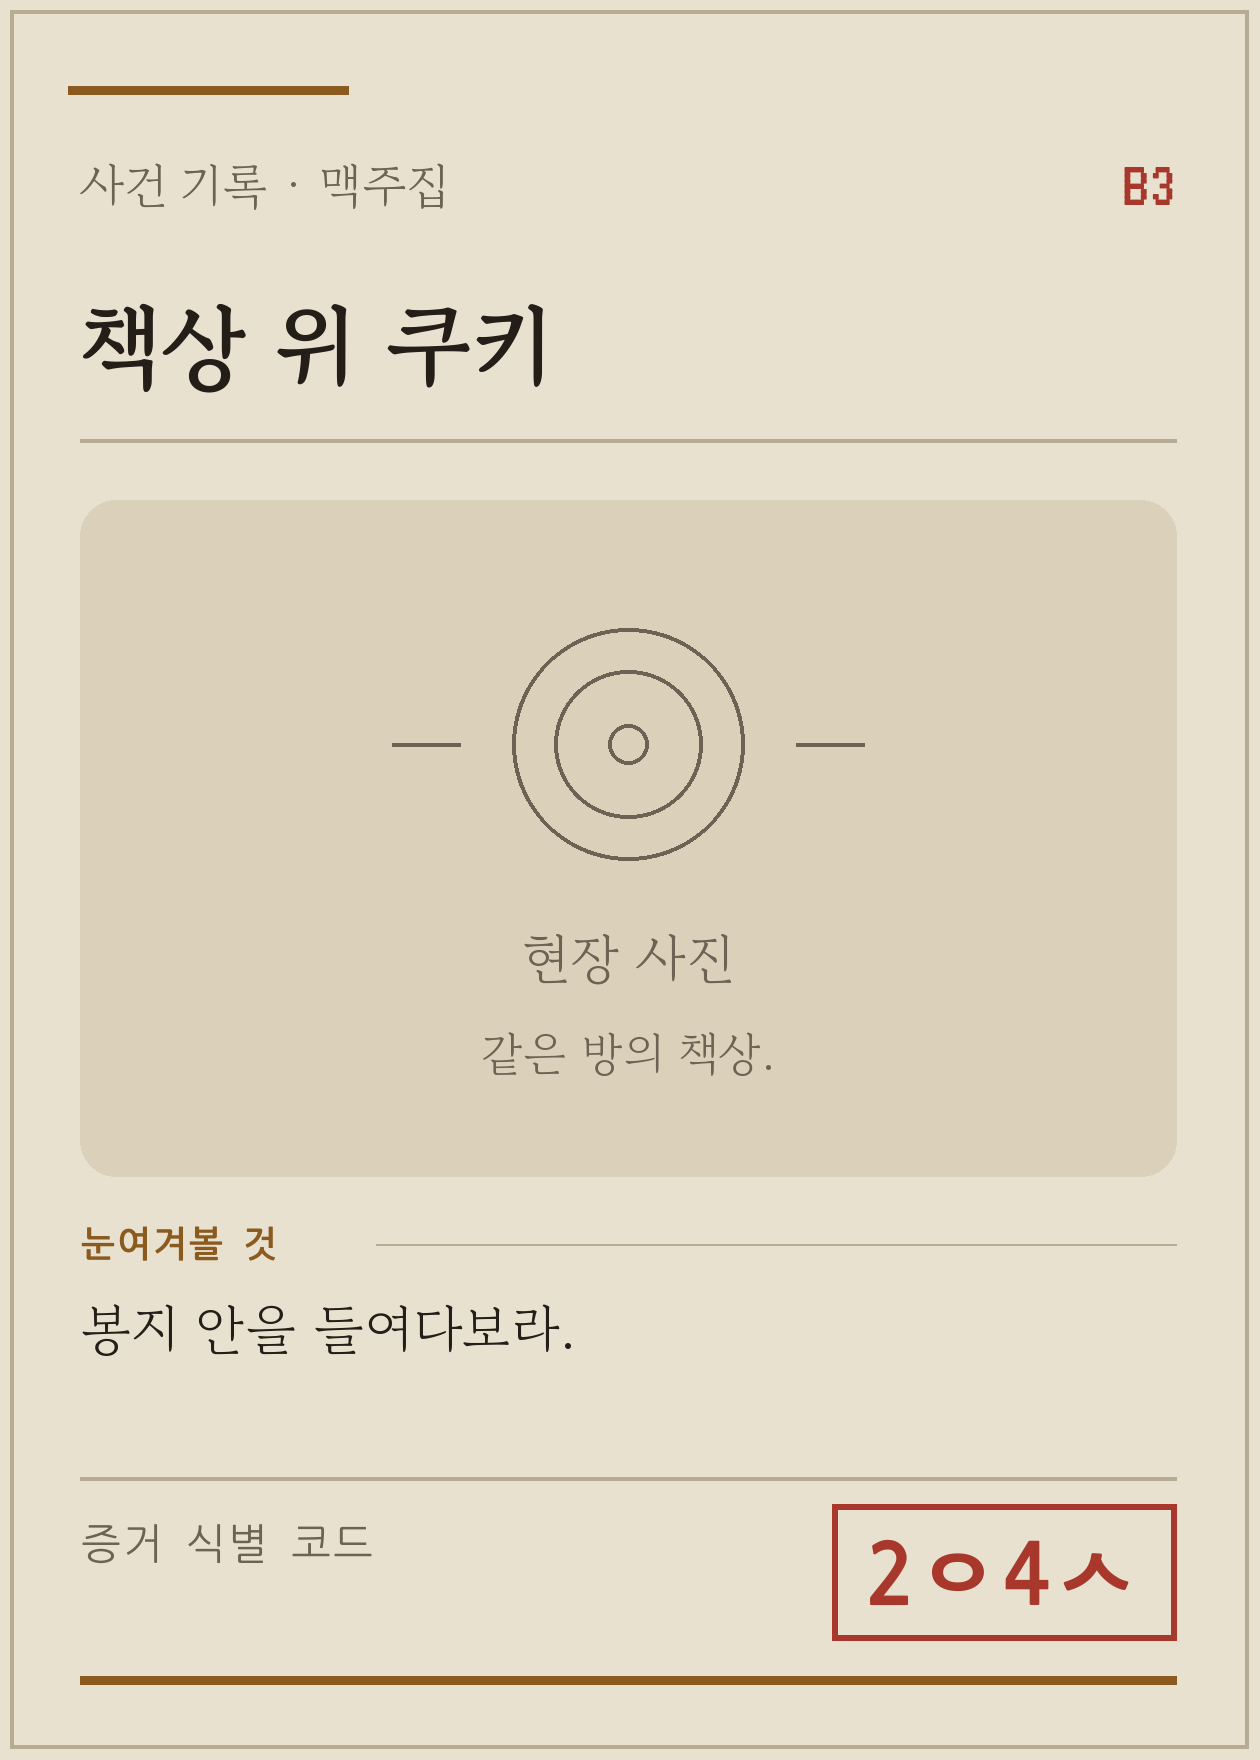 사건 기록 · 맥주집
B3
책상 위 쿠키
현장 사진
같은 방의 책상.
눈여겨볼 것
봉지 안을 들여다보라.
증거 식별 코드
2ㅇ4ㅅ